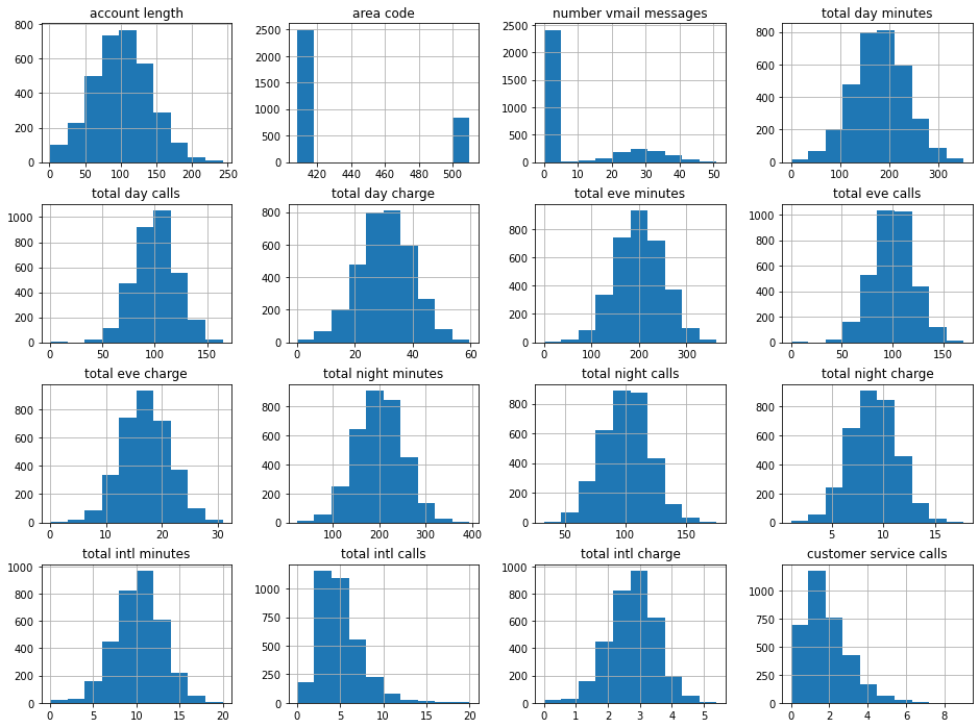 account length
area code
number vmail messages
total day minutes
800
600
400
200
0
0 50 100 150 200 250
2500
2000
1500
1000
500
0
420 440 460 480 500
2500
2000
1500
1000
500
0
0 10 20 30 40 50
800
600
400
200
0
0 100 200 300
total day calls
total day charge
total eve minutes
total eve calls
1000
800
600
400
200
0
0 50 100 150
800
600
400
200
0
0 20 40 60
800
600
400
200
0
0 100 200 300
1000
800
600
400
200
0
0 50 100 150
total eve charge
total night minutes
total night calls
total night charge
800
600
400
200
0
0 10 20 30
800
600
400
200
0
100 200 300 400
800
600
400
200
0
50 100 150
800
600
400
200
0
5 10 15
total intl minutes
total intl calls
total intl charge
customer service calls
1000
800
600
400
200
0
0 5 10 15 20
1000
750
500
250
0
0 5 10 15 20
1000
800
600
400
200
0
0 1 2 3 4 5
1000
750
500
250
0
0 2 4 6 8